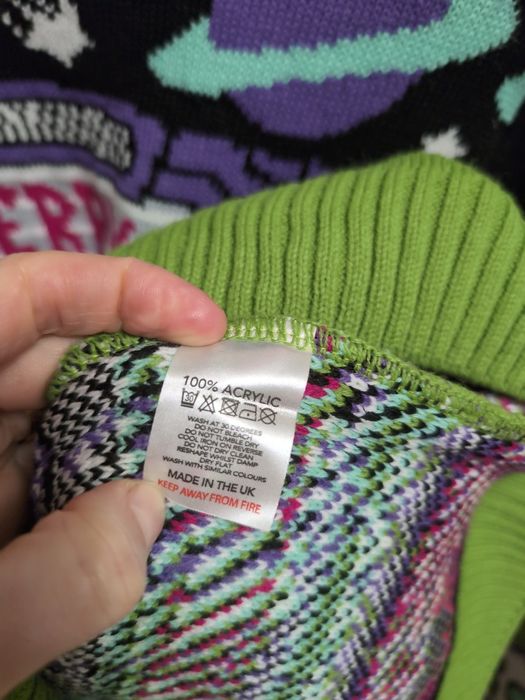 ERR
100% ACRYLIC
30
WASH AT 30 DEGREES
DO NOT BLEACH
DO NOT TUMBLE DRY
COOL IRON ON REVERSE
DO NOT DRY CLEAN
RESHAPE WHILST DAMP
DRY FLAT
WASH WITH SIMILAR COLOURS
MADE IN THE UK
KEEP AWAY FROM FIRE